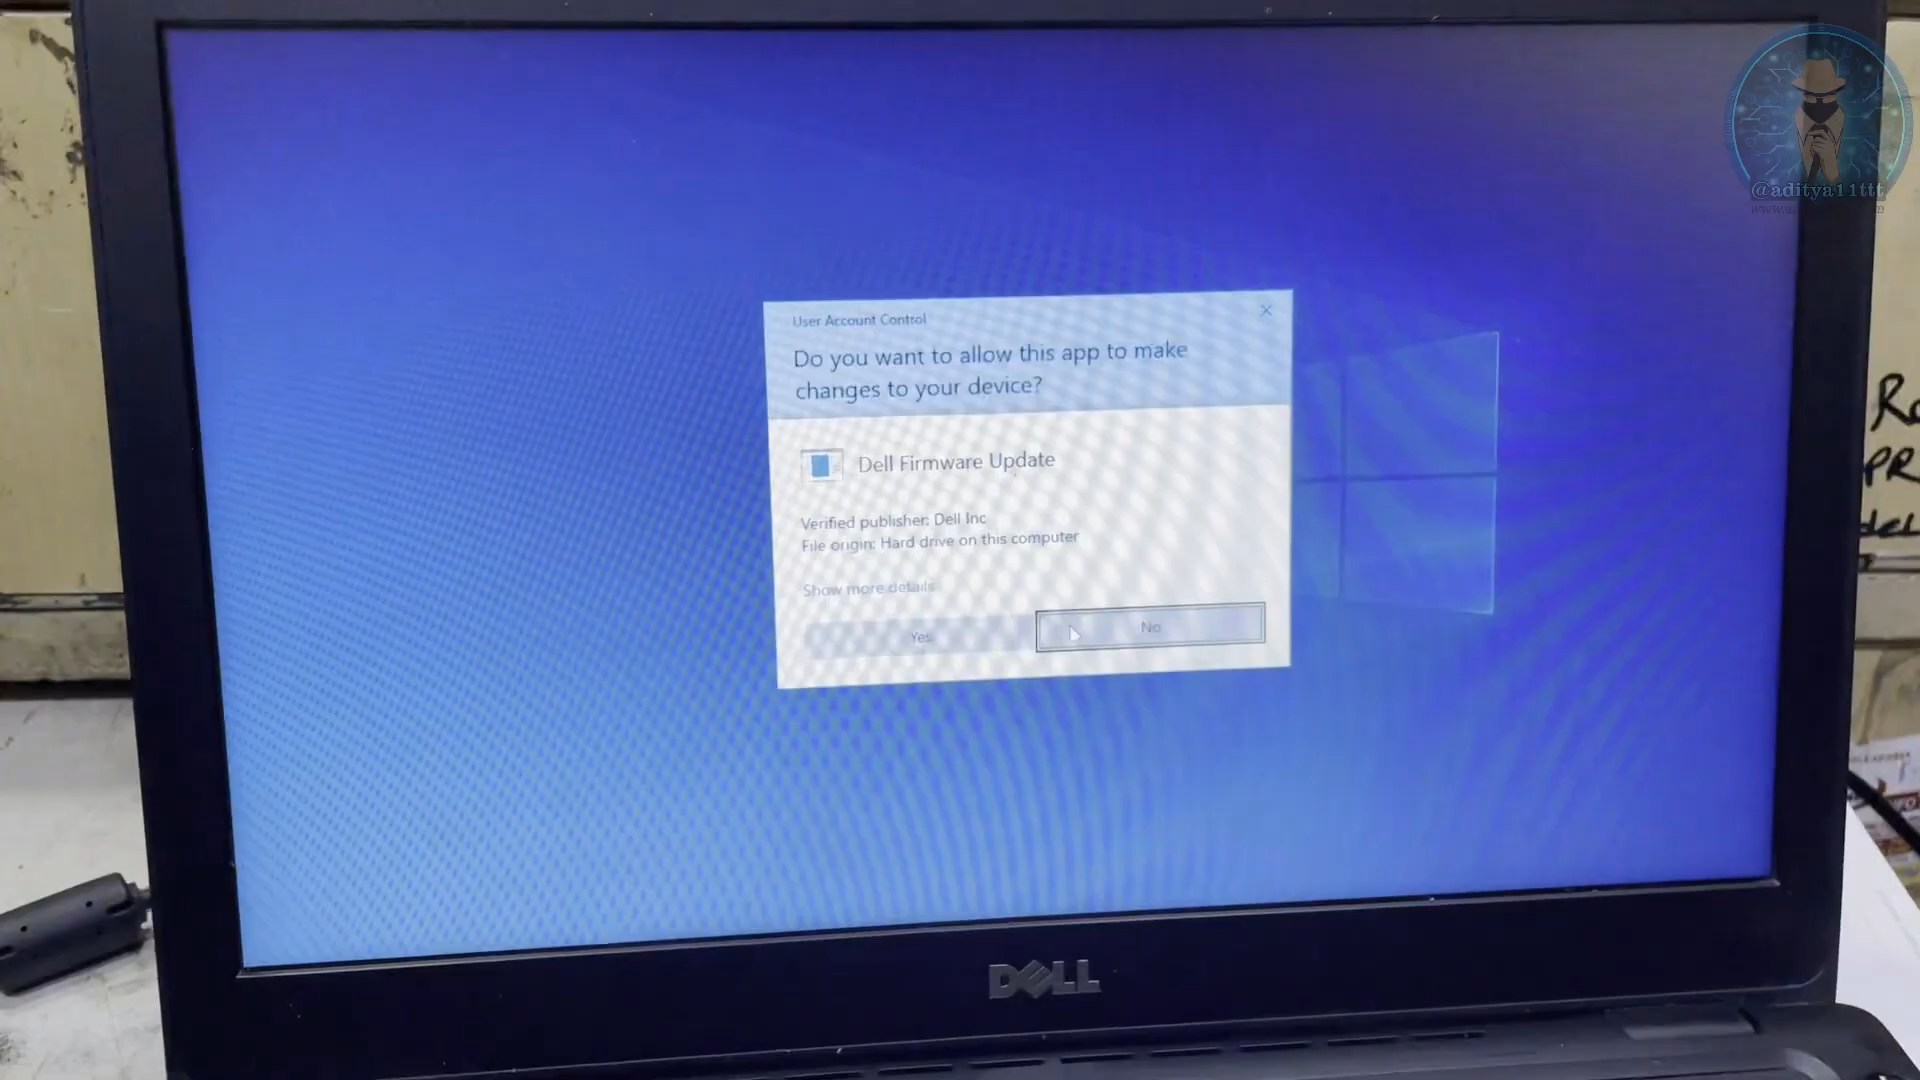 @aditya11ttt
User Account Control
Do you want to allow this app to make
changes to your device?
Dell Firmware Update
Verified publisher: Dell Inc
File origin: Hard drive on this computer
Show more details
Yes
No
DELL